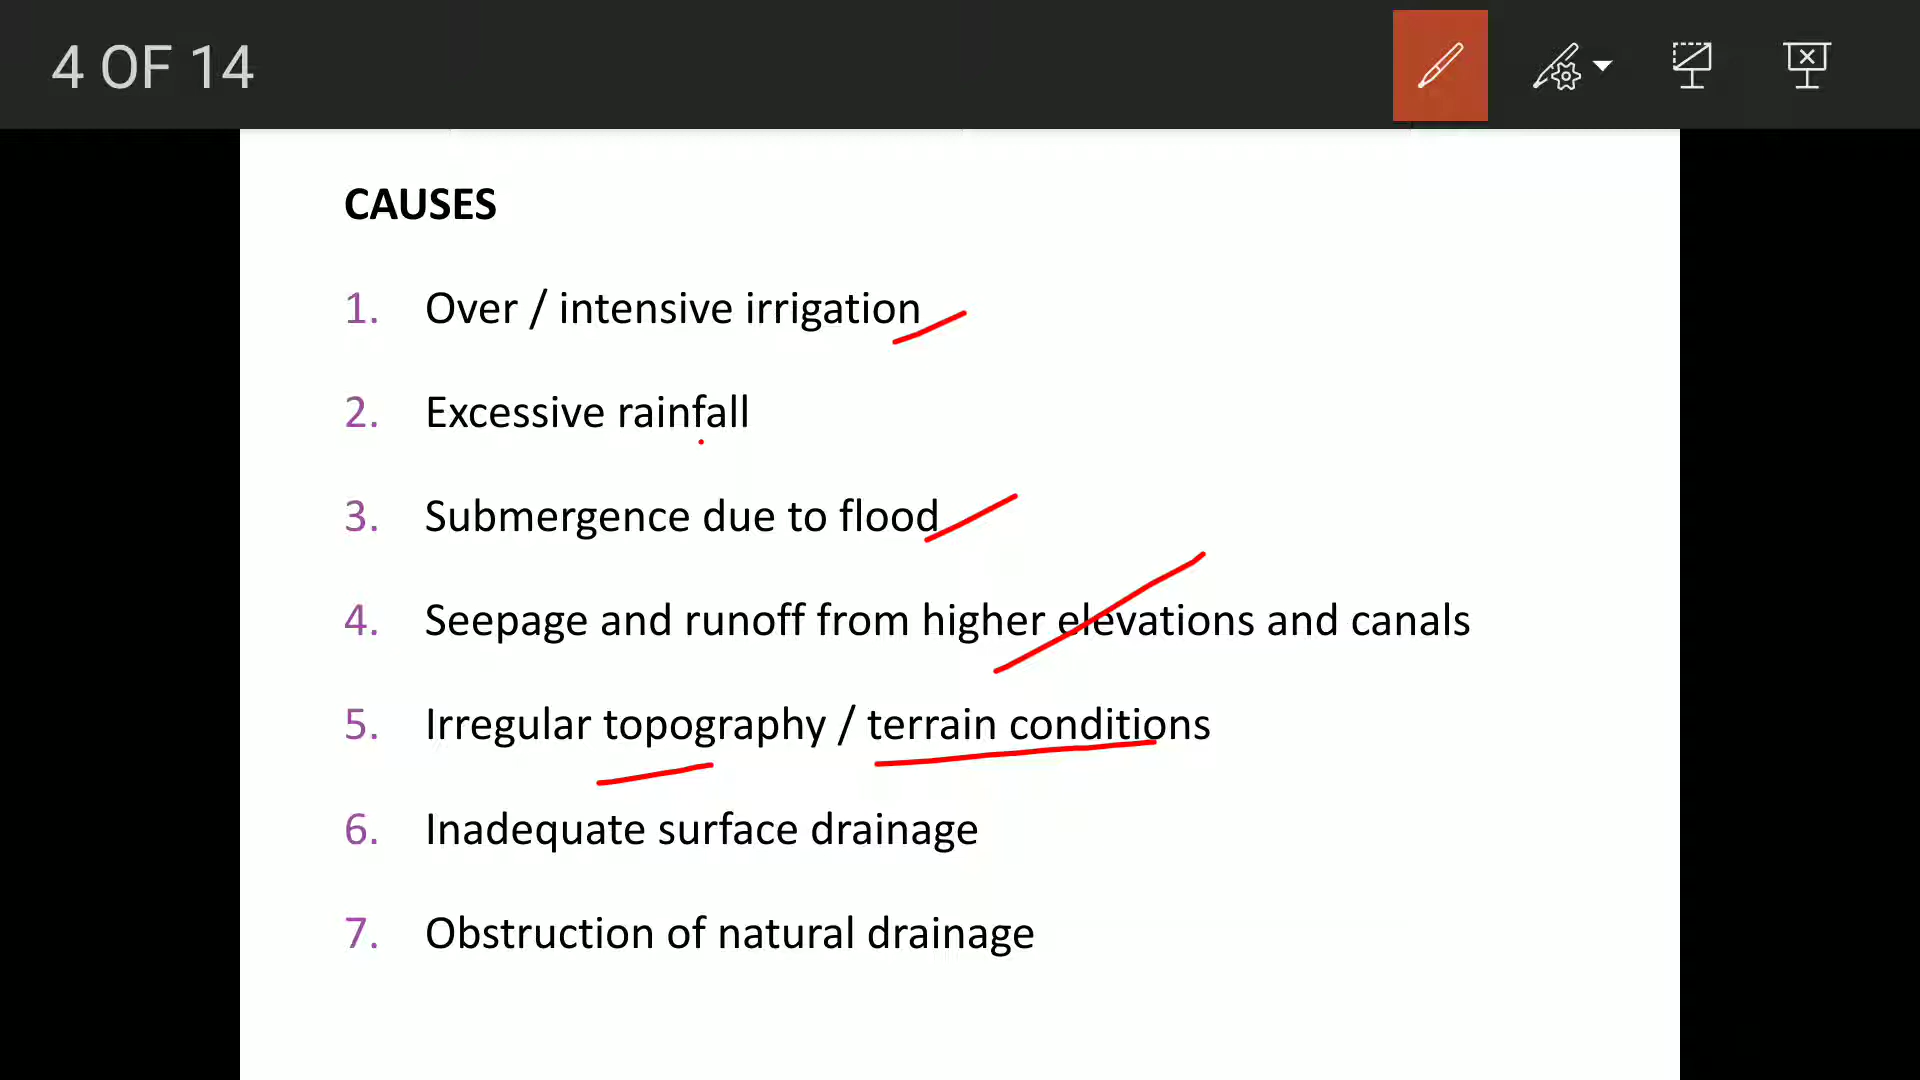 4 OF 14
CAUSES
1. Over / intensive irrigation
2. Excessive rainfall
3. Submergence due to flood
4. Seepage and runoff from higher elevations and canals
5. Irregular topography / terrain conditions
6. Inadequate surface drainage
7. Obstruction of natural drainage